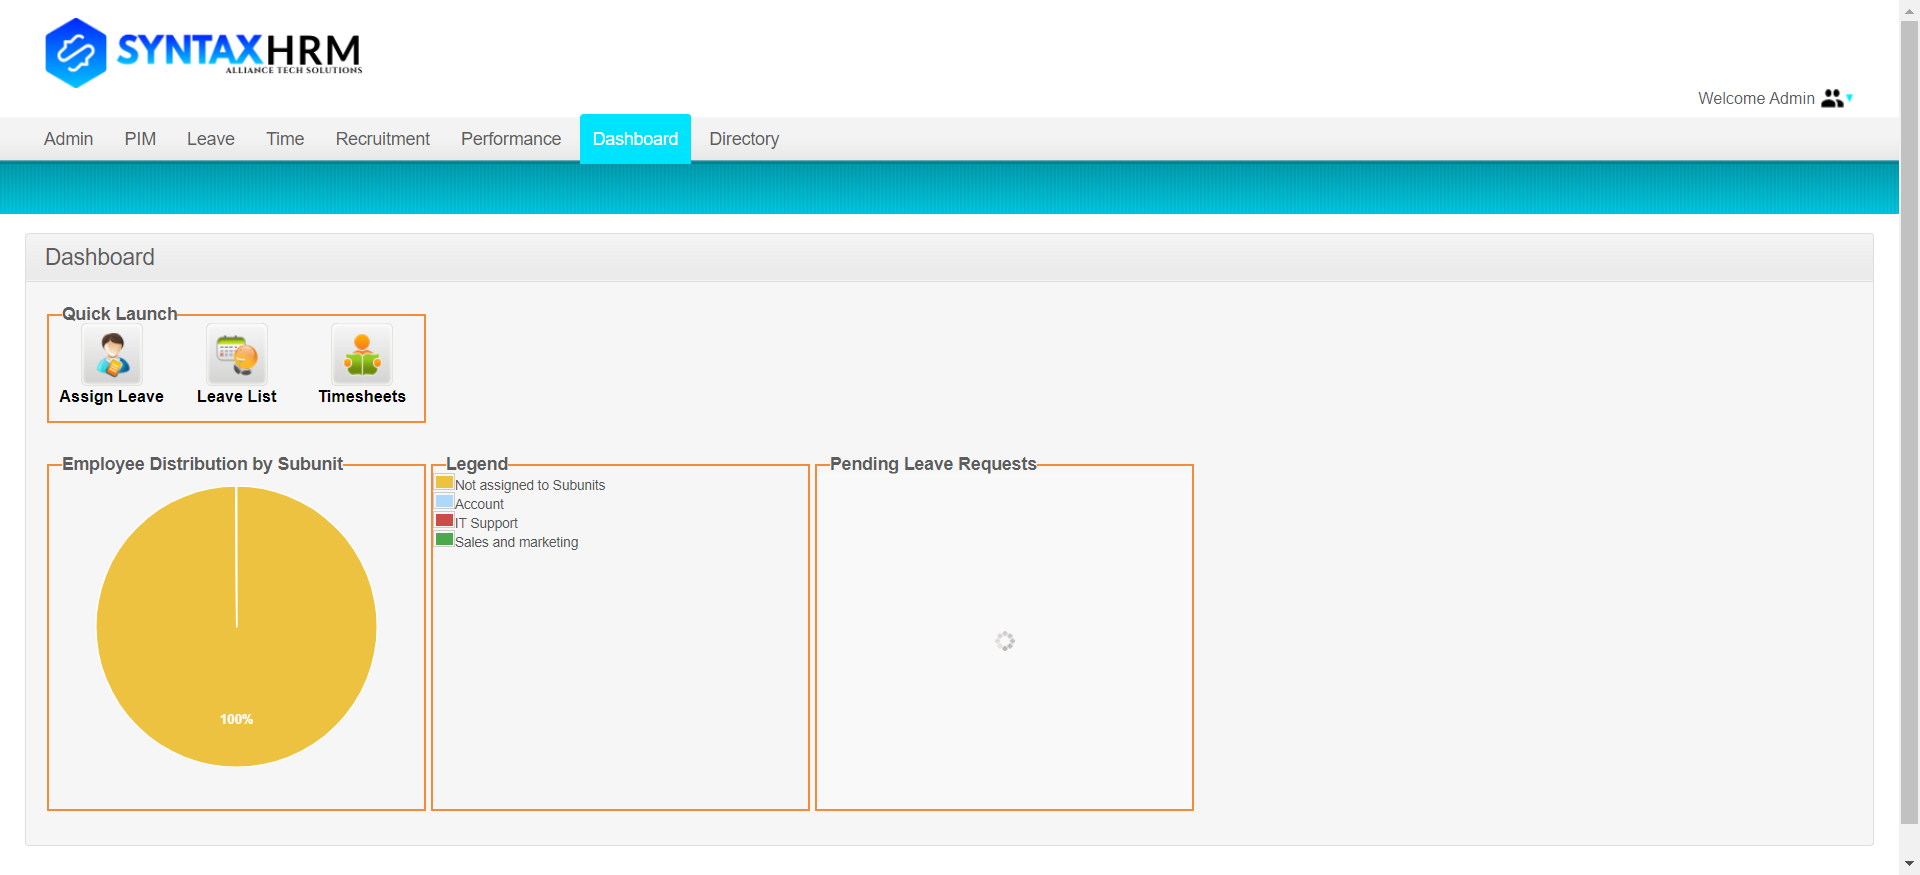 SYNTAXHRM
ALLIANCE TECH SOLUTIONS
Welcome Admin
Admin PIM Leave Time Recruitment Performance Dashboard Directory
Dashboard
Quick Launch
Assign Leave Leave List Timesheets
Employee Distribution by Subunit
100%
Legend
Not assigned to Subunits
Account
IT Support
Sales and marketing
Pending Leave Requests